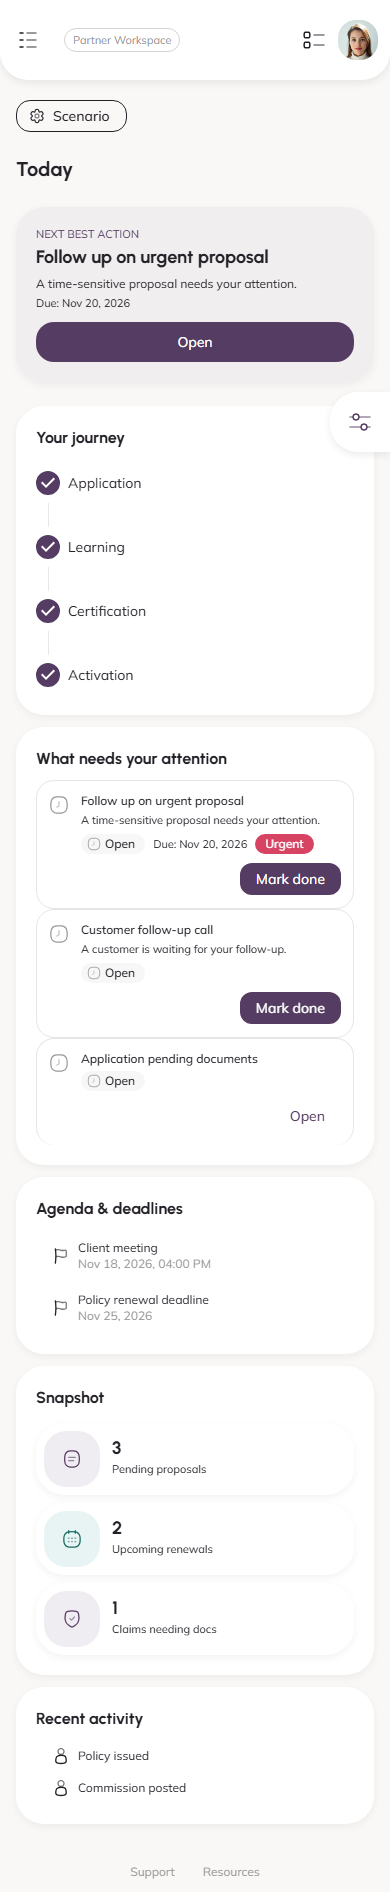 Partner Workspace
Scenario
Today
NEXT BEST ACTION
Follow up on urgent proposal
A time-sensitive proposal needs your attention.
Due: Nov 20, 2026
Open
Your journey
Application
Learning
Certification
Activation
What needs your attention
Follow up on urgent proposal
A time-sensitive proposal needs your attention.
Open Due: Nov 20, 2026 Urgent
Mark done
Customer follow-up call
A customer is waiting for your follow-up.
Open
Mark done
Application pending documents
Open
Open
Agenda & deadlines
Client meeting
Nov 18, 2026, 04:00 PM
Policy renewal deadline
Nov 25, 2026
Snapshot
3
Pending proposals
2
Upcoming renewals
1
Claims needing docs
Recent activity
Policy issued
Commission posted
Support Resources